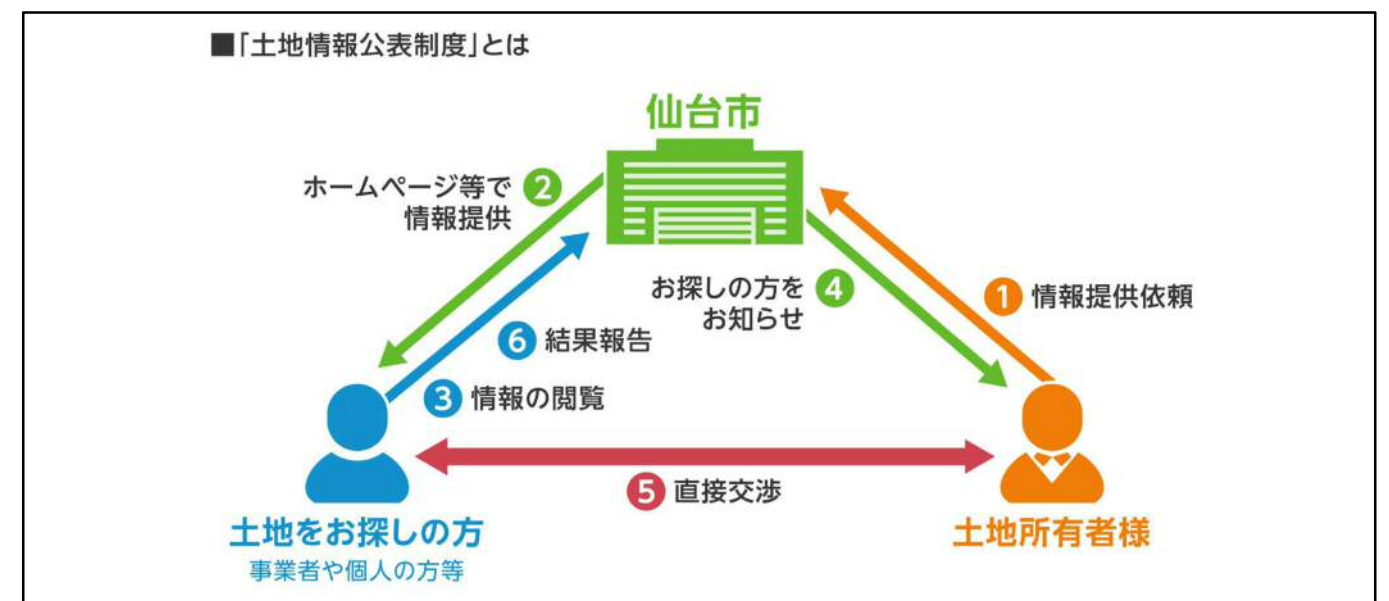 ■「土地情報公表制度」とは
仙台市
ホームページ等で
情報提供
2
お探しの方を
お知らせ
4
1 情報提供依頼
6 結果報告
3 情報の閲覧
5 直接交渉
土地をお探しの方
事業者や個人の方等
土地所有者様